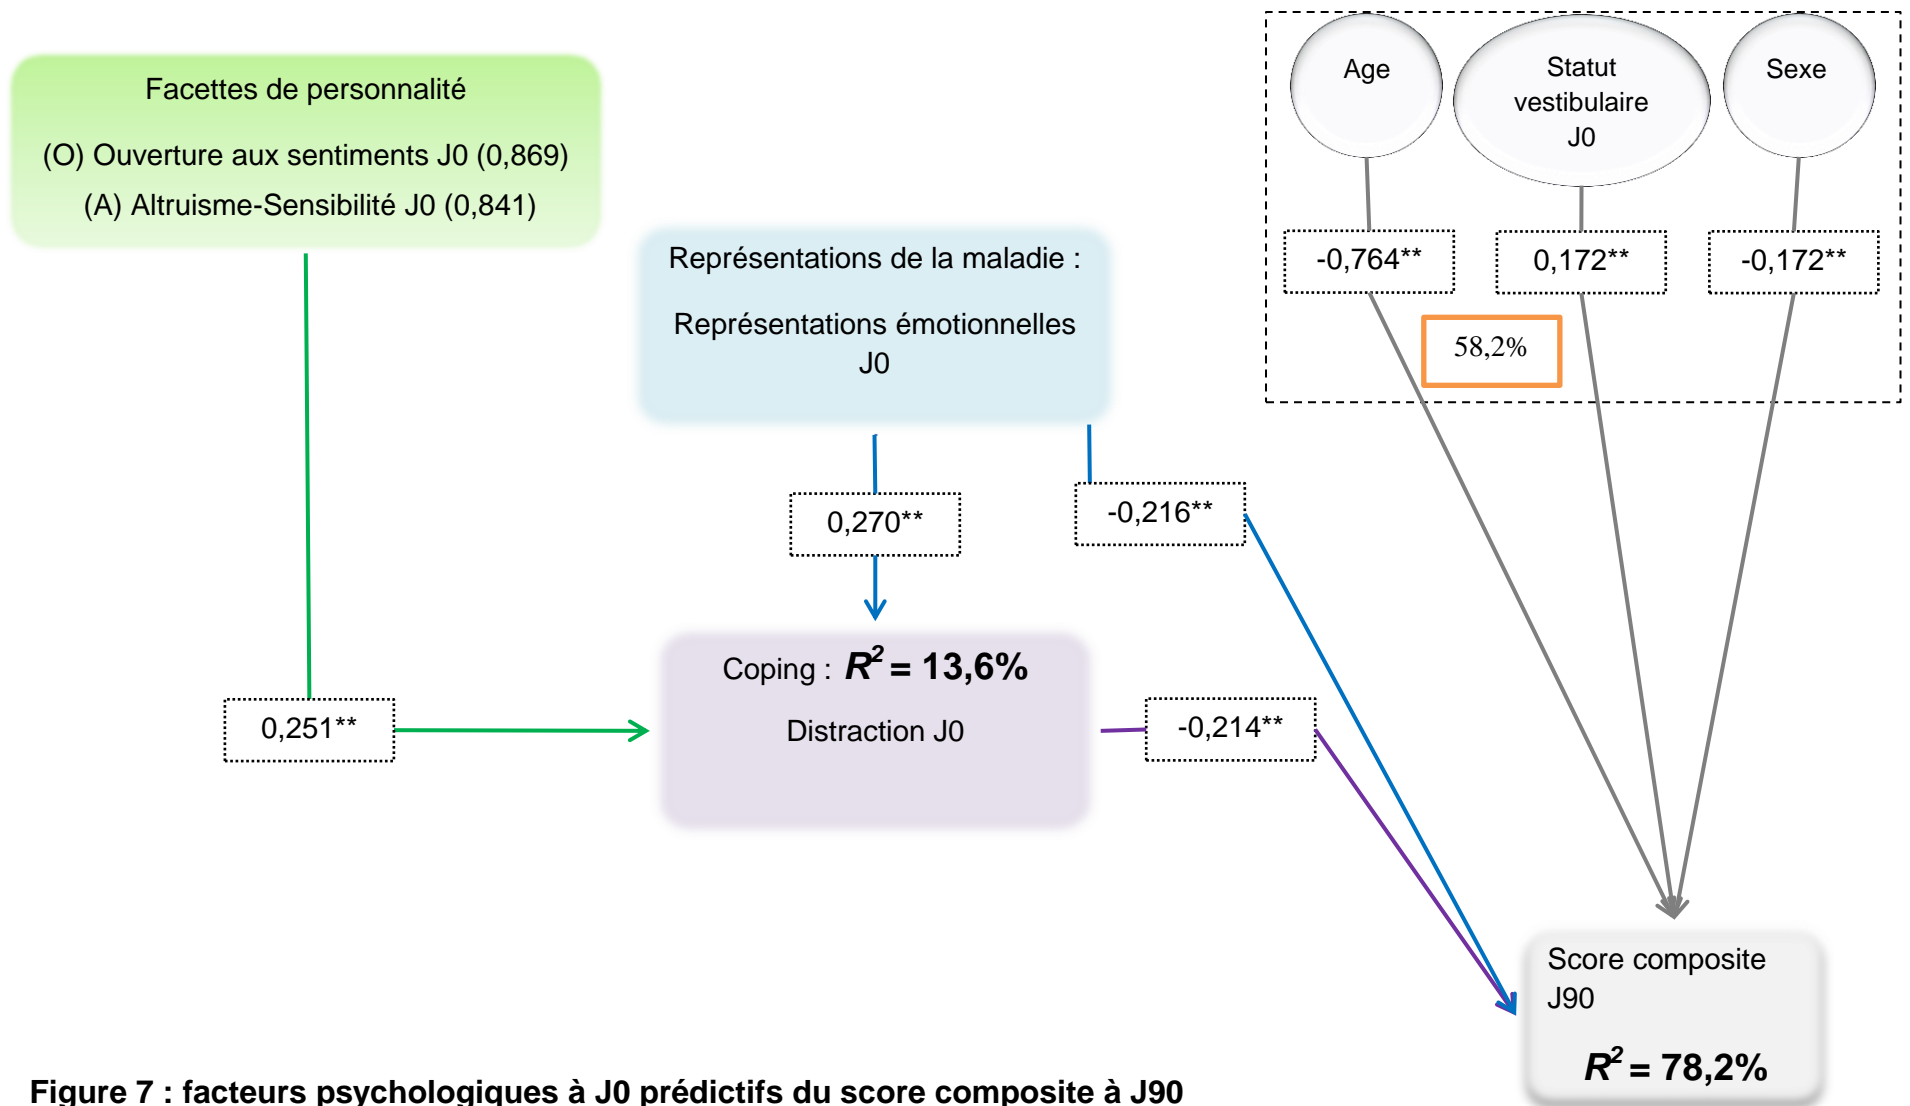 Facettes de personnalité
(O) Ouverture aux sentiments J0 (0,869)
(A) Altruisme-Sensibilité J0 (0,841)
Age
Statut
vestibulaire
J0
Sexe
-0,764**
0,172**
-0,172**
58,2%
Représentations de la maladie :
Représentations émotionnelles
J0
0,270**
-0,216**
Coping : R² = 13,6%
Distraction J0
0,251**
-0,214**
Score composite
J90
R² = 78,2%
Figure 7 : facteurs psychologiques à J0 prédictifs du score composite à J90